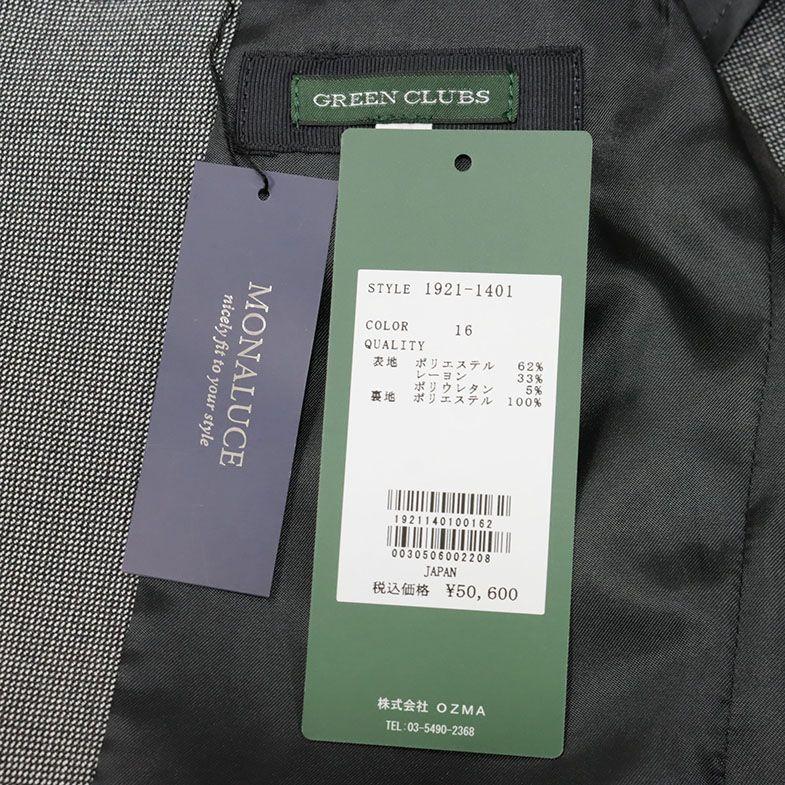 GREEN CLUBS
MONALUCE
nicely fit to your style
STYLE 1921-1401
COLOR 16
QUALITY
表地 ポリエステル 62%
レーヨン 33%
ポリウレタン 5%
裏地 ポリエステル 100%
1921140100162
0030506002208
JAPAN
税込価格 ¥50,600
株式会社 OZMA
TEL:03-5490-2368